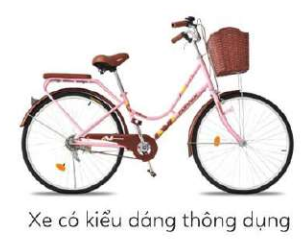 Xe có kiểu dáng thông dụng